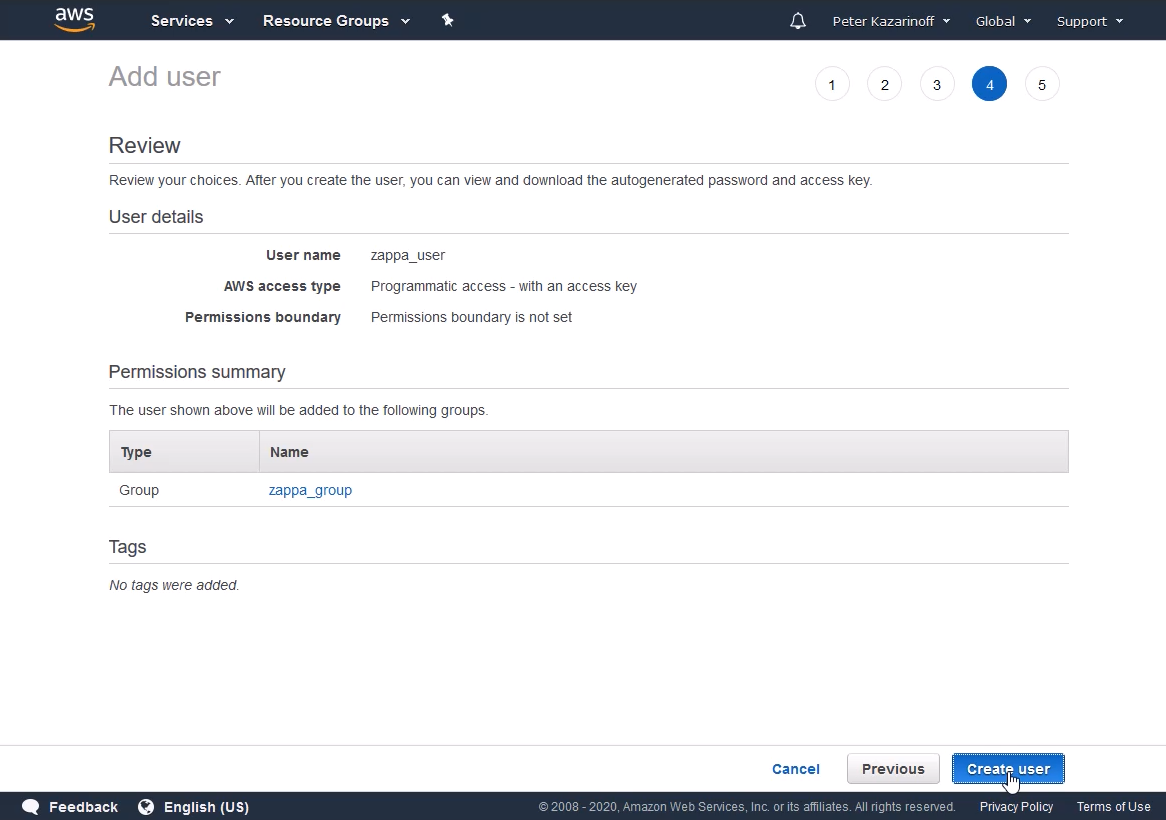 aws Services Resource Groups Peter Kazarinoff Global Support
Add user 1 2 3 4 5
Review
Review your choices. After you create the user, you can view and download the autogenerated password and access key.
User details
User name zappa_user
AWS access type Programmatic access - with an access key
Permissions boundary Permissions boundary is not set
Permissions summary
The user shown above will be added to the following groups.
Type Name
Group zappa_group
Tags
No tags were added.
Cancel Previous Create user
Feedback English (US) © 2008 - 2020, Amazon Web Services, Inc. or its affiliates. All rights reserved. Privacy Policy Terms of Use